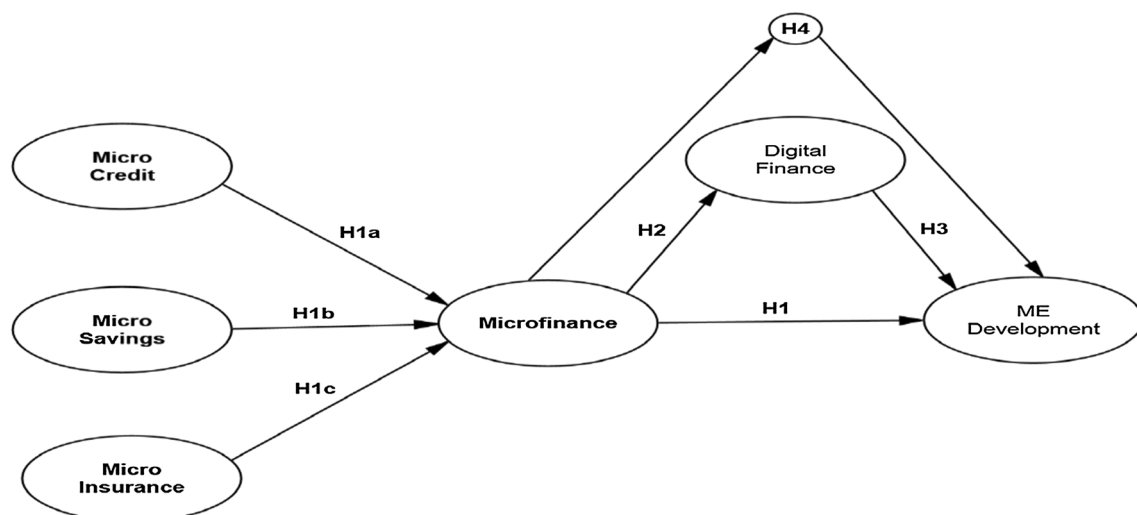 H4
Micro
Credit
Digital
Finance
H1a
H2
H3
Micro
Savings
H1b
Microfinance
H1
ME
Development
H1c
Micro
Insurance